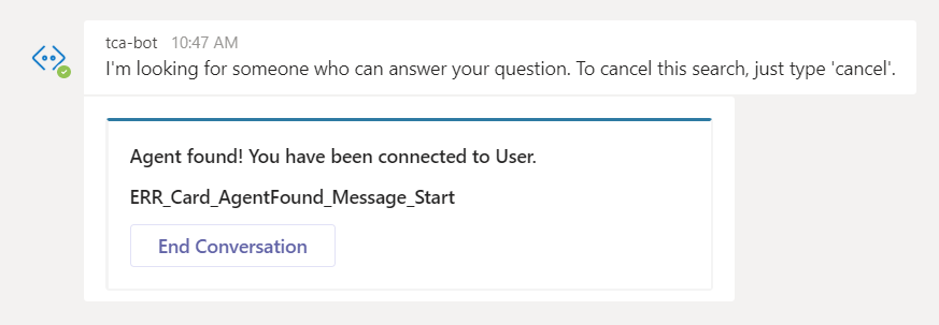 tca-bot 10:47 AM
I'm looking for someone who can answer your question. To cancel this search, just type 'cancel'.
Agent found! You have been connected to User.
ERR_Card_AgentFound_Message_Start
End Conversation